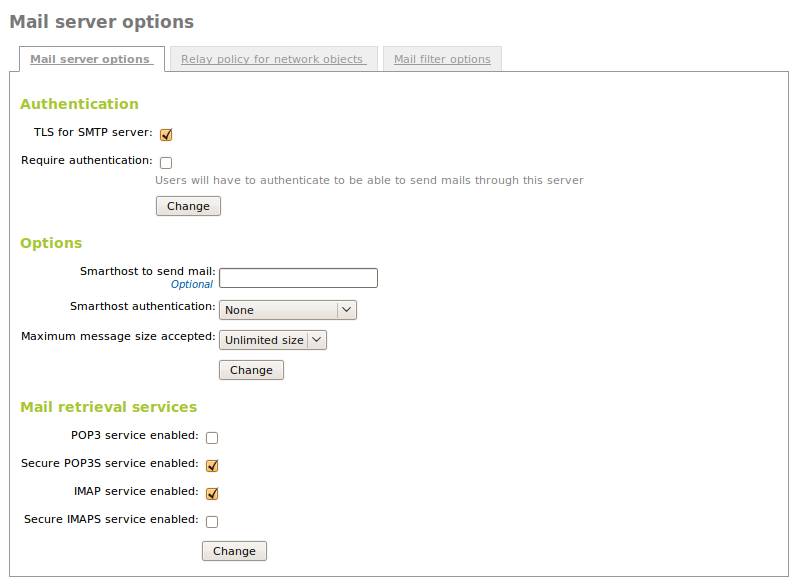 Mail server options
Mail server options Relay policy for network objects Mail filter options
Authentication
TLS for SMTP server:
Require authentication:
Users will have to authenticate to be able to send mails through this server
Change
Options
Smarthost to send mail:
Optional
Smarthost authentication: None
Maximum message size accepted: Unlimited size
Change
Mail retrieval services
POP3 service enabled:
Secure POP3S service enabled:
IMAP service enabled:
Secure IMAPS service enabled:
Change